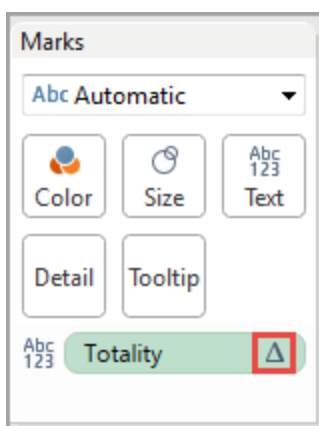 Marks
Abc Automatic
Color
Size
Abc
123
Text
Detail
Tooltip
Abc
123
Totality Δ